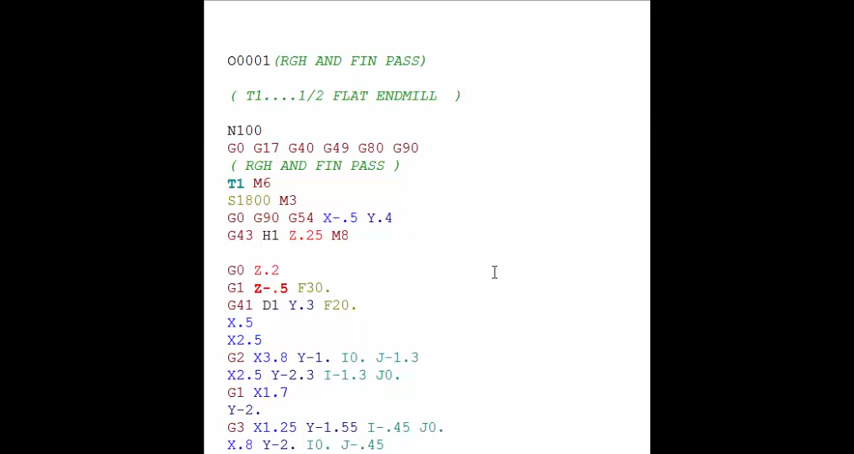 O0001(RGH AND FIN PASS)
( T1....1/2 FLAT ENDMILL )
N100
G0 G17 G40 G49 G80 G90
( RGH AND FIN PASS )
T1 M6
S1800 M3
G0 G90 G54 X-.5 Y.4
G43 H1 Z.25 M8
G0 Z.2
G1 Z-.5 F30.
G41 D1 Y.3 F20.
X.5
X2.5
G2 X3.8 Y-1. I0. J-1.3
X2.5 Y-2.3 I-1.3 J0.
G1 X1.7
Y-2.
G3 X1.25 Y-1.55 I-.45 J0.
X.8 Y-2. I0. J-.45